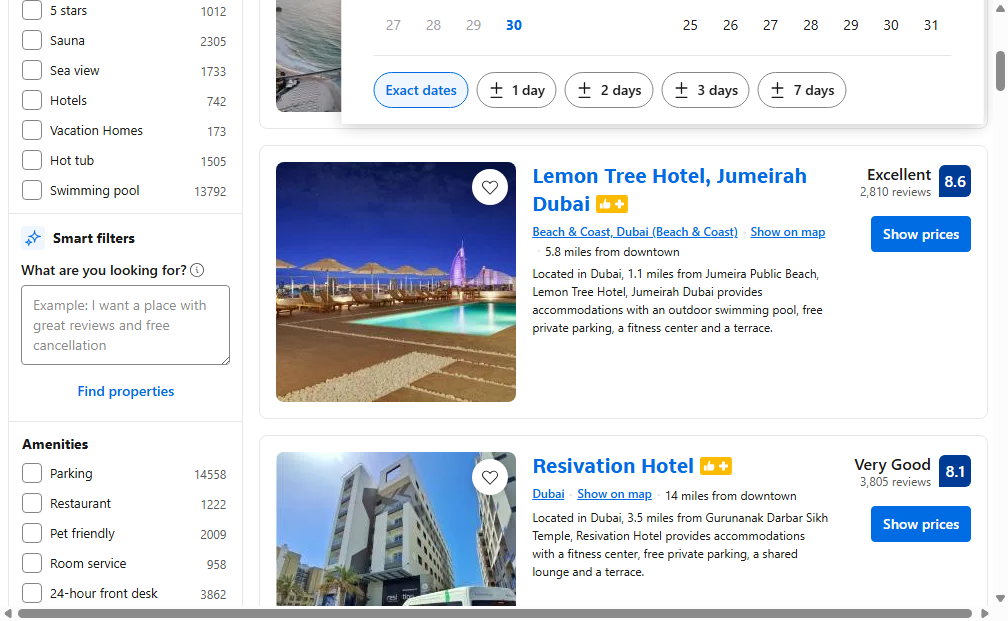 5 stars 1012
Sauna 2305
Sea view 1733
Hotels 742
Vacation Homes 173
Hot tub 1505
Swimming pool 13792
Smart filters
What are you looking for?
Example: I want a place with
great reviews and free
cancellation
Find properties
Amenities
Parking 14558
Restaurant 1222
Pet friendly 2009
Room service 958
24-hour front desk 3862
27 28 29 30 25 26 27 28 29 30 31
Exact dates ± 1 day ± 2 days ± 3 days ± 7 days
Lemon Tree Hotel, Jumeirah
Dubai
Excellent 8.6
2,810 reviews
Beach & Coast, Dubai (Beach & Coast) · Show on map
· 5.8 miles from downtown
Located in Dubai, 1.1 miles from Jumeira Public Beach,
Lemon Tree Hotel, Jumeirah Dubai provides
accommodations with an outdoor swimming pool, free
private parking, a fitness center and a terrace.
Show prices
Resivation Hotel
Very Good 8.1
3,805 reviews
Dubai · Show on map · 14 miles from downtown
Located in Dubai, 3.5 miles from Gurunanak Darbar Sikh
Temple, Resivation Hotel provides accommodations
with a fitness center, free private parking, a shared
lounge and a terrace.
Show prices